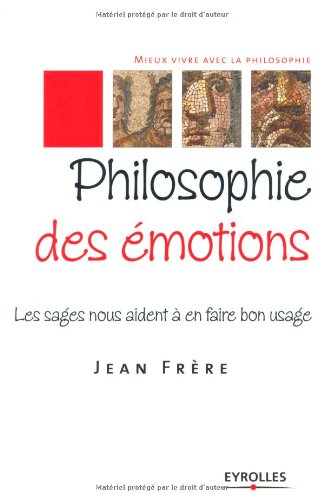 Matériel protégé par le droit d'auteur
MIEUX VIVRE AVEC LA PHILOSOPHIE
Philosophie
des émotions
Les sages nous aident à en faire bon usage
JEAN FRÈRE
EYROLLES
Matériel protégé par le droit d'auteur